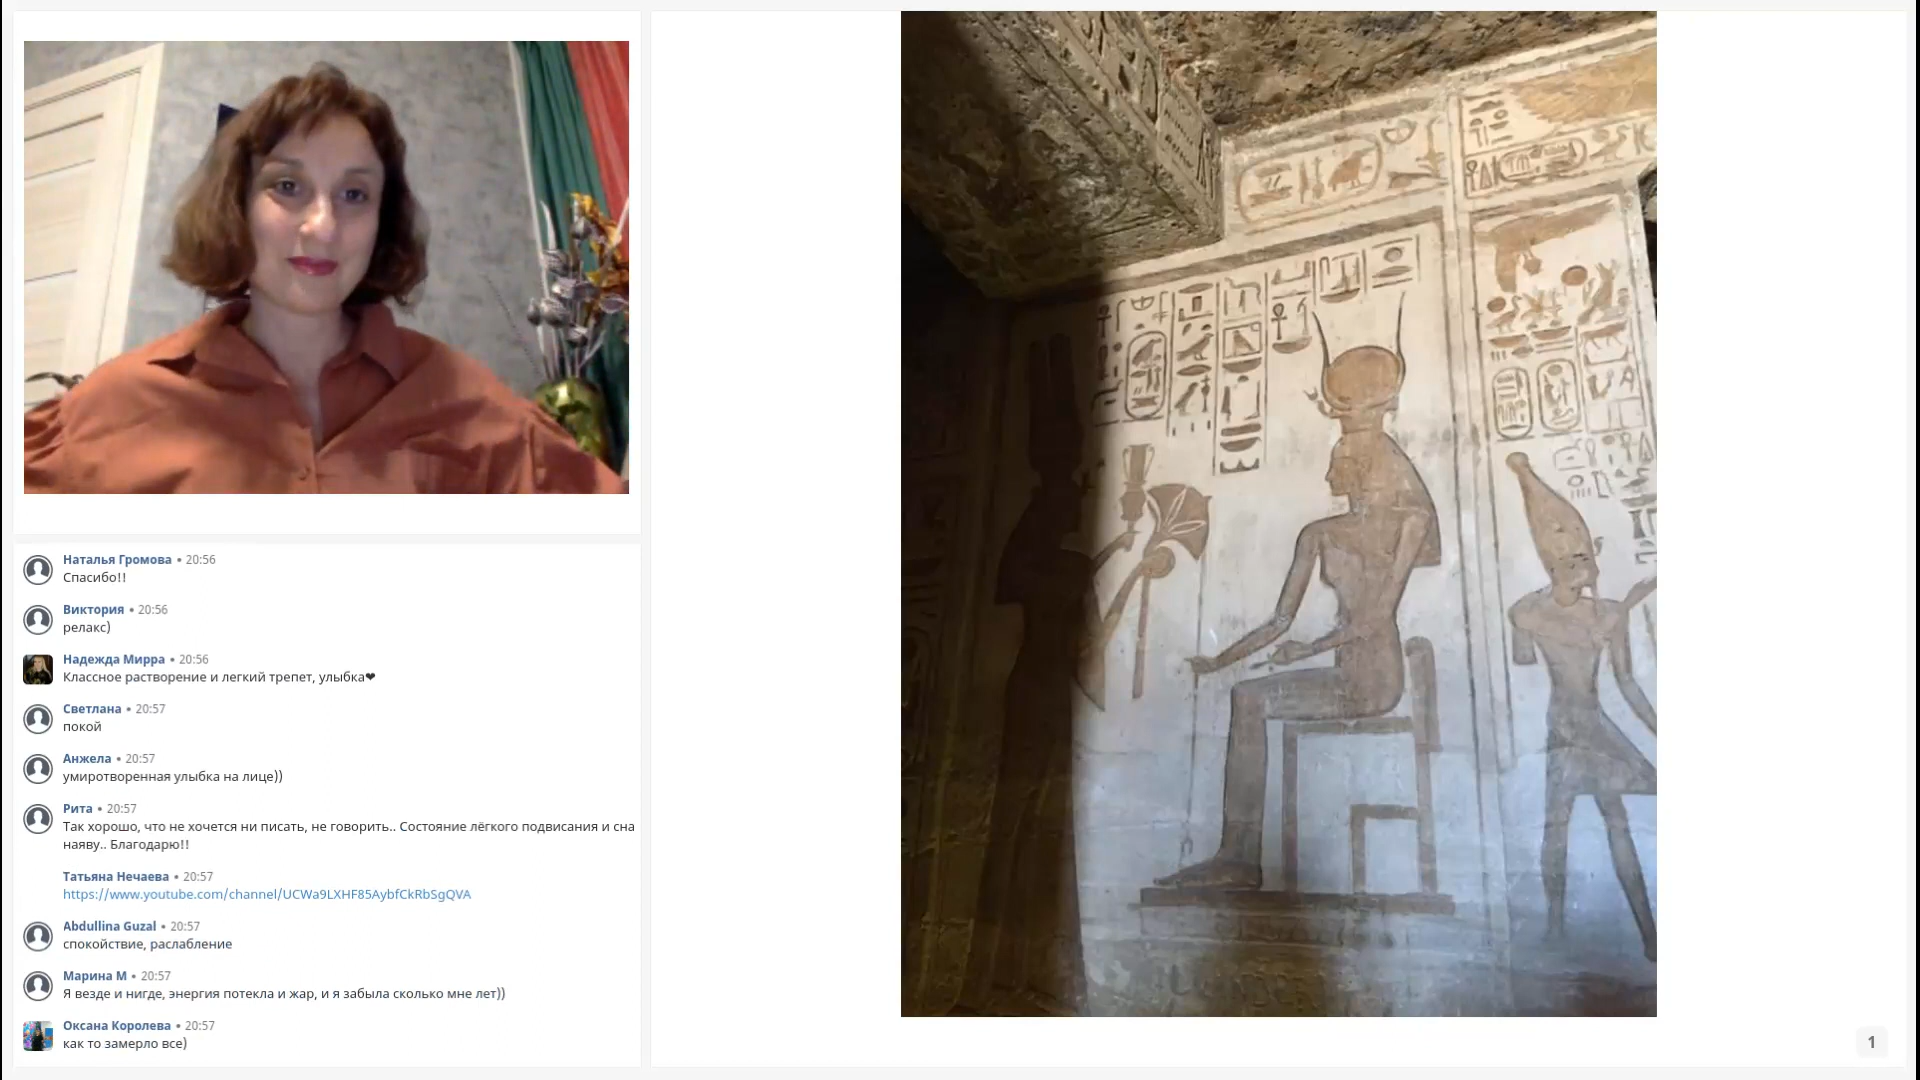 Наталья Громова • 20:56
Спасибо!!
Виктория • 20:56
релакс)
Надежда Мирра • 20:56
Классное растворение и легкий трепет, улыбка❤
Светлана • 20:57
покой
Анжела • 20:57
умиротворенная улыбка на лице))
Рита • 20:57
Так хорошо, что не хочется ни писать, не говорить.. Состояние лёгкого подвисания и сна
наяву.. Благодарю!!
Татьяна Нечаева • 20:57
https://www.youtube.com/channel/UCWa9LXHF85AybfCkRbSgQVA
Abdullina Guzal • 20:57
спокойствие, раслабление
Марина М • 20:57
Я везде и нигде, энергия потекла и жар, и я забыла сколько мне лет))
Оксана Королева • 20:57
как то замерло все)
1